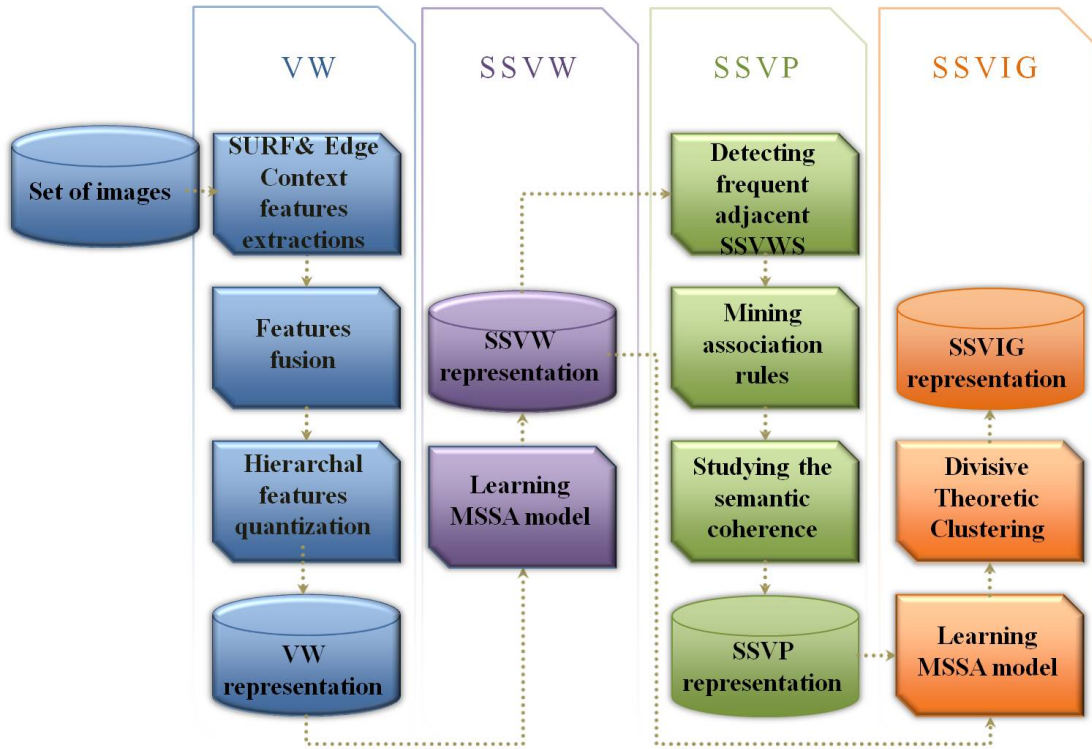 VW
SSVW
SSVP
SSVIG
Set of images
SURF& Edge
Context
features
extractions
Features
fusion
Hierarchal
features
quantization
VW
representation
SSVW
representation
Learning
MSSA model
Detecting
frequent
adjacent
SSVWS
Mining
association
rules
Studying the
semantic
coherence
SSVP
representation
SSVIG
representation
Divisive
Theoretic
Clustering
Learning
MSSA model